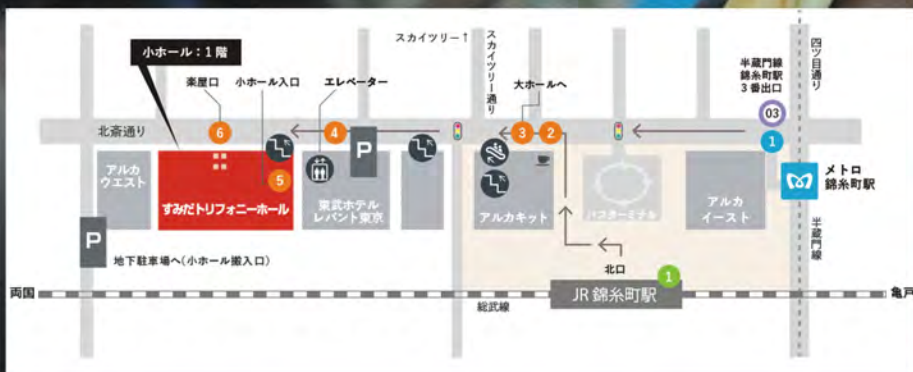 小ホール：1階
スカイツリー↑
スカイツリー通り
四ツ目通り
楽屋口
小ホール入口
エレベーター
大ホールへ
半蔵門線
錦糸町駅
3番出口
03
北斎通り
6
4
3
2
1
P
アルカ
ウエスト
5
すみだトリフォニーホール
東武ホテル
レバント東京
アルカキット
バスターミナル
アルカ
イースト
メトロ
錦糸町駅
半蔵門線
P
地下駐車場へ(小ホール搬入口)
北口
1
両国
総武線
JR 錦糸町駅
亀戸